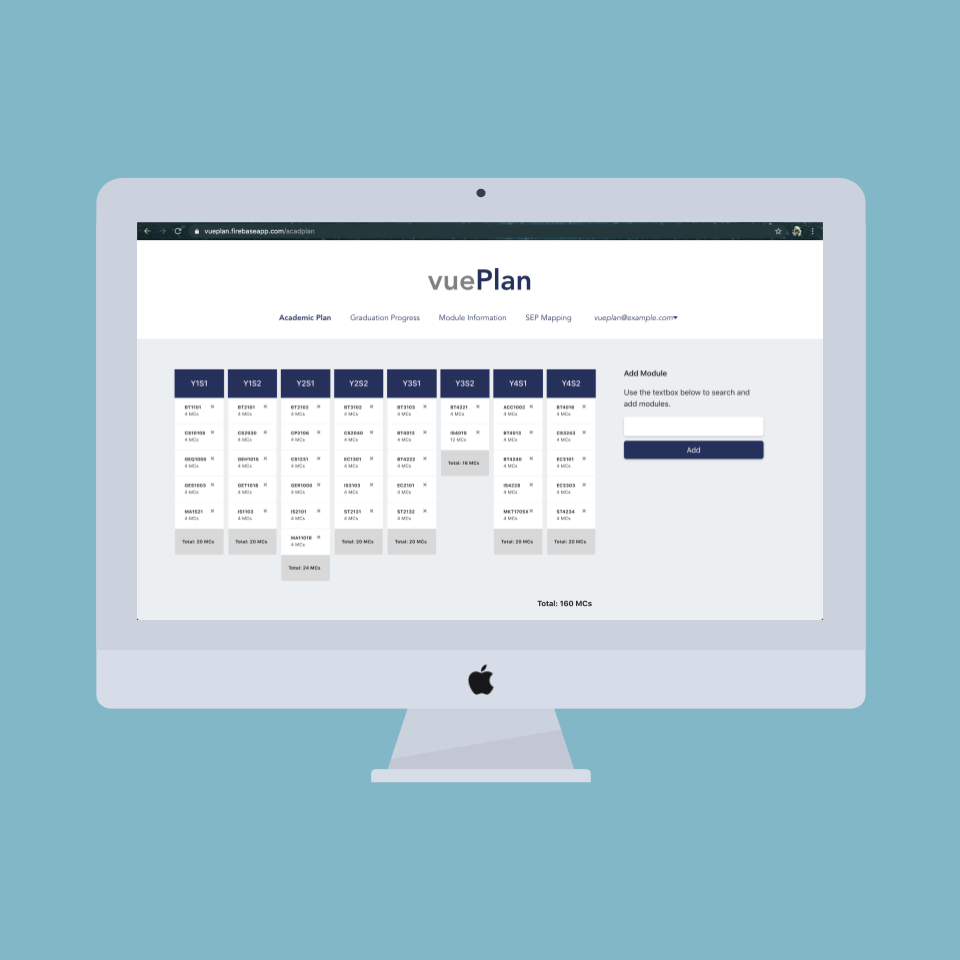 vueplan.firebaseapp.com/acadplan
vuePlan
Academic Plan Graduation Progress Module Information SEP Mapping vueplan@example.com
Y1S1 Y1S2 Y2S1 Y2S2 Y3S1 Y3S2 Y4S1 Y4S2
BT1101 BT2101 BT2102 BT3102 BT3103 BT4221 ACC1002 BT4016
4 MCs 4 MCs 4 MCs 4 MCs 4 MCs 4 MCs 4 MCs 4 MCs
CS1010S CS2030 CP2106 CS2040 BT4012 IS4010 BT4013 CS3243
4 MCs 4 MCs 4 MCs 4 MCs 4 MCs 12 MCs 4 MCs 4 MCs
GEQ1000 GEH1015 CS1231 EC1301 BT4222 BT4240 EC3101
4 MCs 4 MCs 4 MCs 4 MCs 4 MCs Total: 16 MCs 4 MCs 4 MCs
GES1003 GET1018 GER1000 IS3103 EC2101 IS4228 EC3303
4 MCs 4 MCs 4 MCs 4 MCs 4 MCs 4 MCs 4 MCs
MA1521 IS1103 IS2101 ST2131 ST2132 MKT1705X ST4234
4 MCs 4 MCs 4 MCs 4 MCs 4 MCs 4 MCs 4 MCs
Total: 20 MCs Total: 20 MCs MA1101R Total: 20 MCs Total: 20 MCs Total: 20 MCs Total: 20 MCs
4 MCs
Total: 24 MCs
Total: 160 MCs
Add Module
Use the textbox below to search and
add modules.
Add